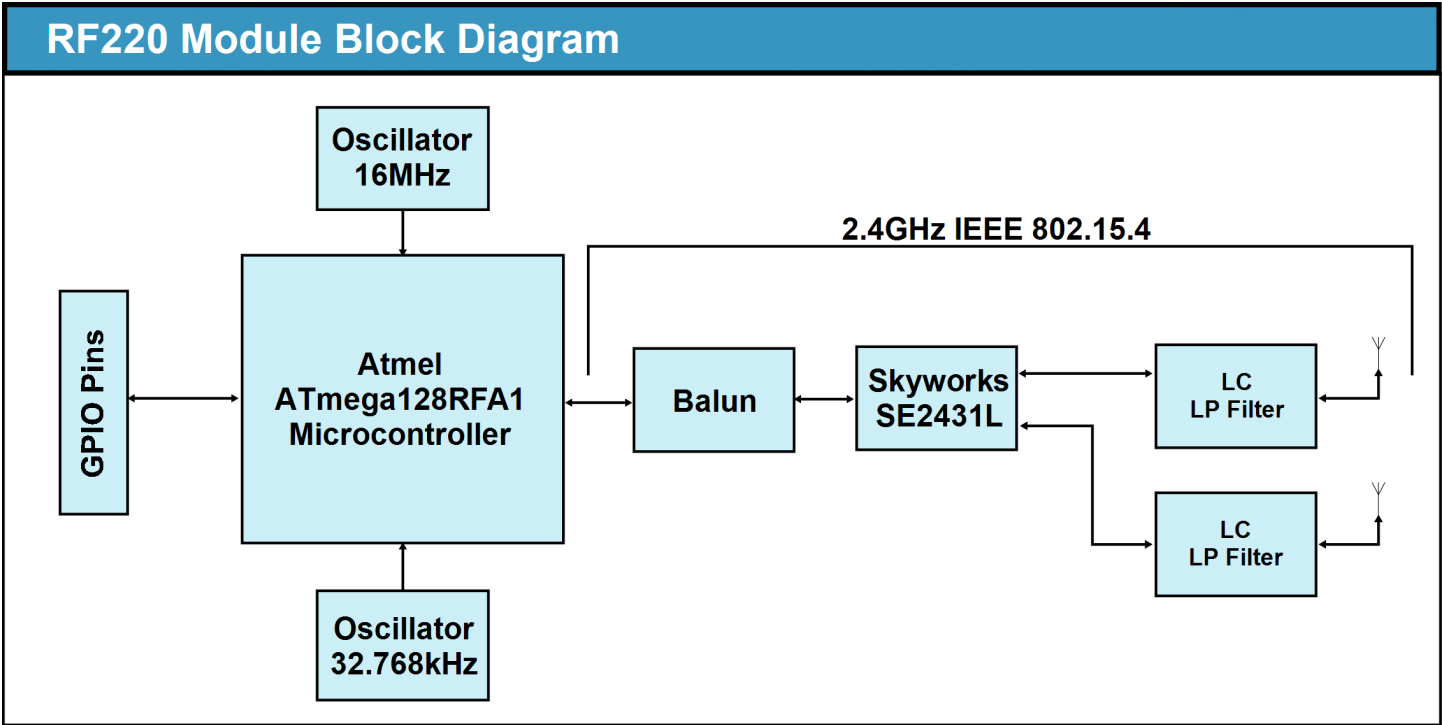 RF220 Module Block Diagram
Oscillator
16MHz
2.4GHz IEEE 802.15.4
GPIO Pins
Atmel
ATmega128RFA1
Microcontroller
Balun
Skyworks
SE2431L
LC
LP Filter
LC
LP Filter
Oscillator
32.768kHz